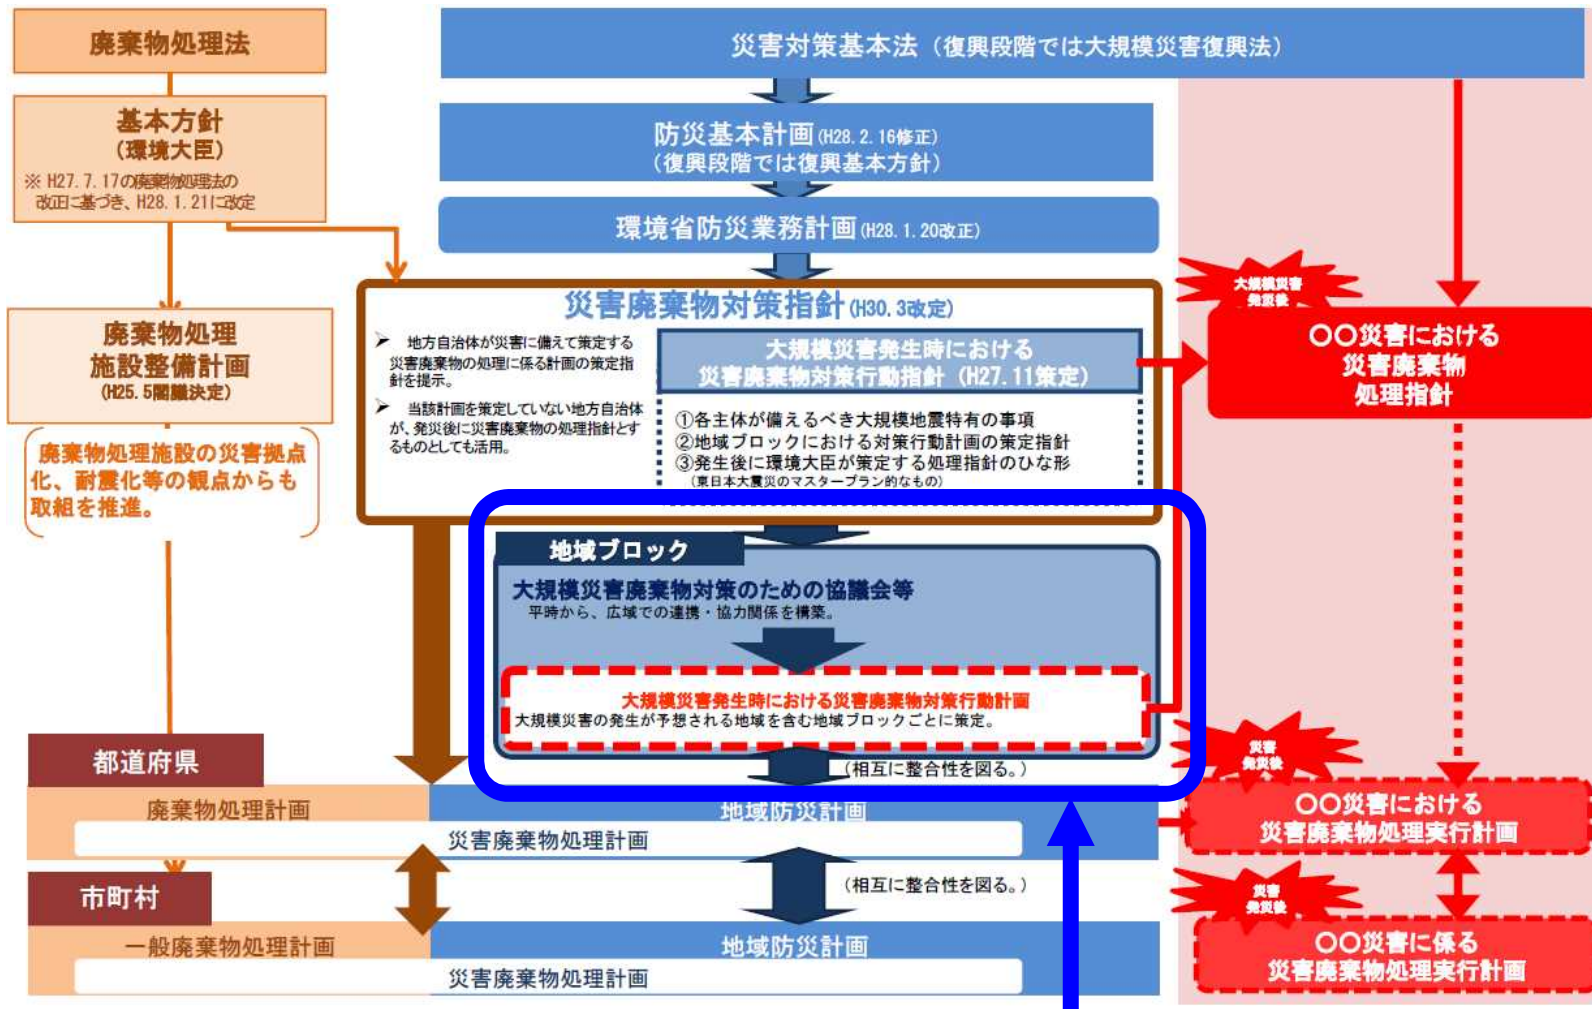 廃棄物処理法
基本方針
（環境大臣）
※ H27.7.17の廃棄物処理法の
改正に基づき、H28.1.21に改定
廃棄物処理
施設整備計画
(H25.5閣議決定)
廃棄物処理施設の災害拠点
化、耐震化等の観点からも
取組を推進。
災害対策基本法（復興段階では大規模災害復興法）
防災基本計画(H28.2.16修正)
（復興段階では復興基本方針）
環境省防災業務計画(H28.1.20改正)
災害廃棄物対策指針(H30.3改定)
➢ 地方自治体が災害に備えて策定する
災害廃棄物の処理に係る計画の策定指
針を提示。
➢ 当該計画を策定していない地方自治体
が、発災後に災害廃棄物の処理指針とす
るものとしても活用。
大規模災害発生時における
災害廃棄物対策行動指針（H27.11策定）
①各主体が備えるべき大規模地震特有の事項
②地域ブロックにおける対策行動計画の策定指針
③発生後に環境大臣が策定する処理指針のひな形
（東日本大震災のマスタープラン的なもの）
地域ブロック
大規模災害廃棄物対策のための協議会等
平時から、広域での連携・協力関係を構築。
大規模災害発生時における災害廃棄物対策行動計画
大規模災害の発生が予想される地域を含む地域ブロックごとに策定。
（相互に整合性を図る。）
都道府県
廃棄物処理計画
地域防災計画
災害廃棄物処理計画
（相互に整合性を図る。）
市町村
一般廃棄物処理計画
地域防災計画
災害廃棄物処理計画
大規模災害
発災後
〇〇災害における
災害廃棄物
処理指針
災害
発災後
〇〇災害における
災害廃棄物処理実行計画
災害
発災後
〇〇災害に係る
災害廃棄物処理実行計画